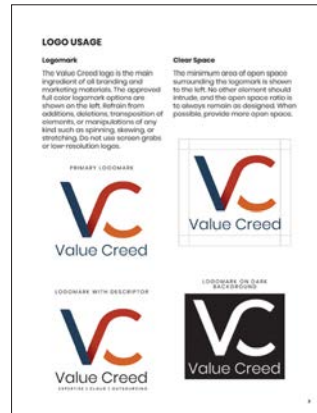 LOGO USAGE
Logomark
The Value Creed logo is the main
ingredient of all branding and
marketing materials. The approved
full color logomark options are
shown on the left. Refrain from
additions, deletions, transposition of
elements, or manipulations of any
kind such as spinning, skewing, or
stretching. Do not use screen grabs
or low-resolution logos.
Clear Space
The minimum area of open space
surrounding the logomark is shown
to the left. No other element should
intrude, and the open space ratio is
to always remain as designed. When
possible, provide more open space.
PRIMARY LOGOMARK
VC
Value Creed
VC
Value Creed
LOGOMARK WITH DESCRIPTOR
VC
Value Creed
EXPERTISE | CLOUD | OUTSOURCING
LOGOMARK ON DARK
BACKGROUND
VC
Value Creed